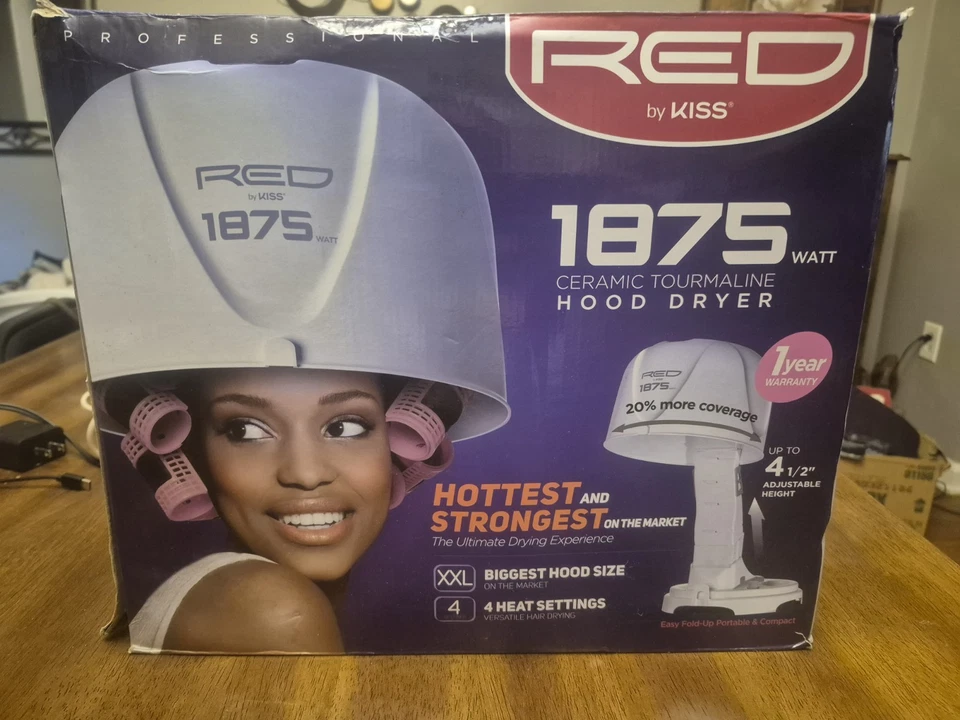 PROFESSIONAL
RED
by KISS®
RED
by KISS®
1875 WATT
1875 WATT
CERAMIC TOURMALINE
HOOD DRYER
1 year
WARRANTY
RED
1875
20% more coverage
UP TO
4 1/2"
ADJUSTABLE
HEIGHT
HOTTEST AND
STRONGEST ON THE MARKET
The Ultimate Drying Experience
XXL BIGGEST HOOD SIZE
ON THE MARKET
4 4 HEAT SETTINGS
VERSATILE HAIR DRYING
Easy Fold-Up Portable & Compact